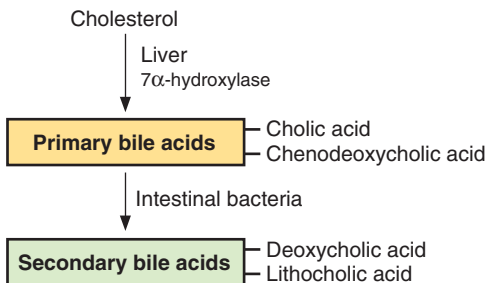 Cholesterol
Liver
7α-hydroxylase
Primary bile acids
Cholic acid
Chenodeoxycholic acid
Intestinal bacteria
Secondary bile acids
Deoxycholic acid
Lithocholic acid